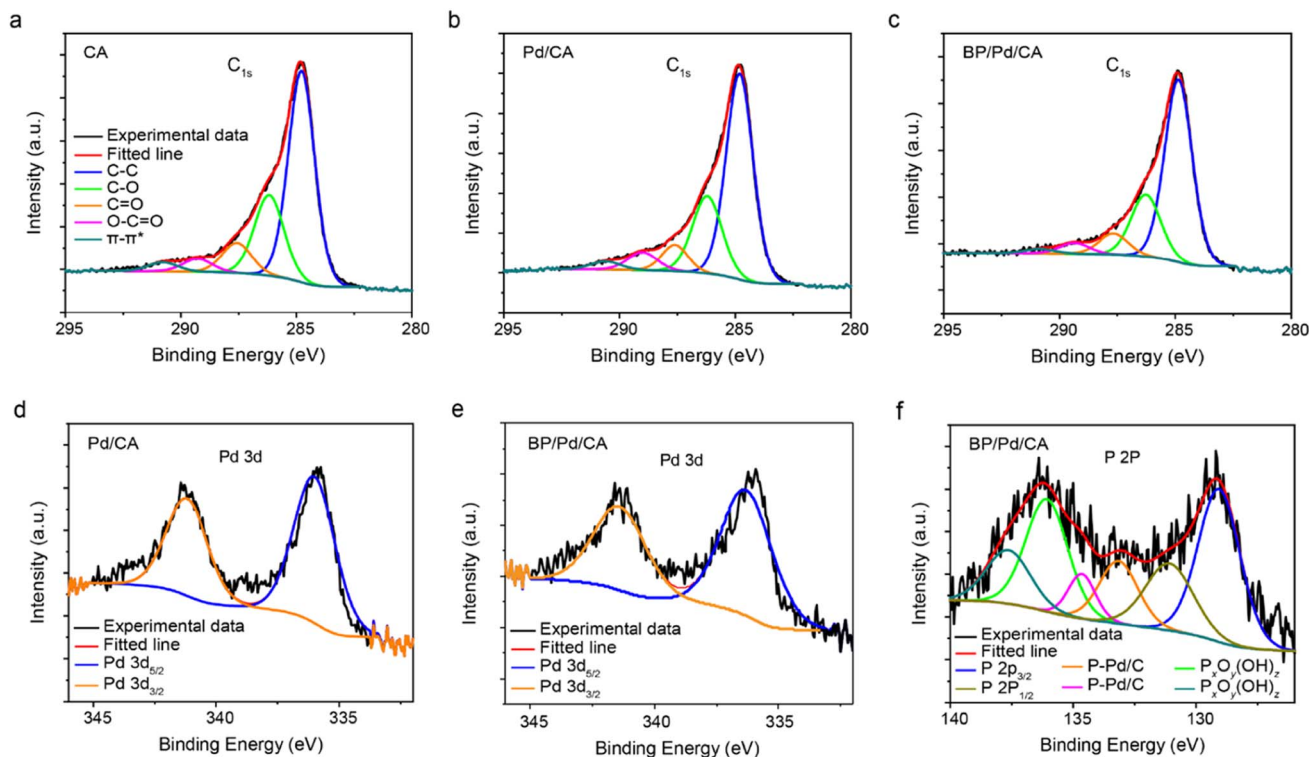 a
CA
C1s
Experimental data
Fitted line
C-C
C-O
C=O
O-C=O
π-π*
Intensity (a.u.)
295 290 285 280
Binding Energy (eV)
b
Pd/CA
C1s
Intensity (a.u.)
295 290 285 280
Binding Energy (eV)
c
BP/Pd/CA
C1s
Intensity (a.u.)
295 290 285 280
Binding Energy (eV)
d
Pd/CA
Pd 3d
Experimental data
Fitted line
Pd 3d5/2
Pd 3d3/2
Intensity (a.u.)
345 340 335
Binding Energy (eV)
e
BP/Pd/CA
Pd 3d
Experimental data
Fitted line
Pd 3d5/2
Pd 3d3/2
Intensity (a.u.)
345 340 335
Binding Energy (eV)
f
BP/Pd/CA
P 2P
Experimental data
Fitted line
P 2p3/2 P-Pd/C PxOy(OH)z
P 2P1/2 P-Pd/C PxOy(OH)z
Intensity (a.u.)
140 135 130
Binding Energy (eV)